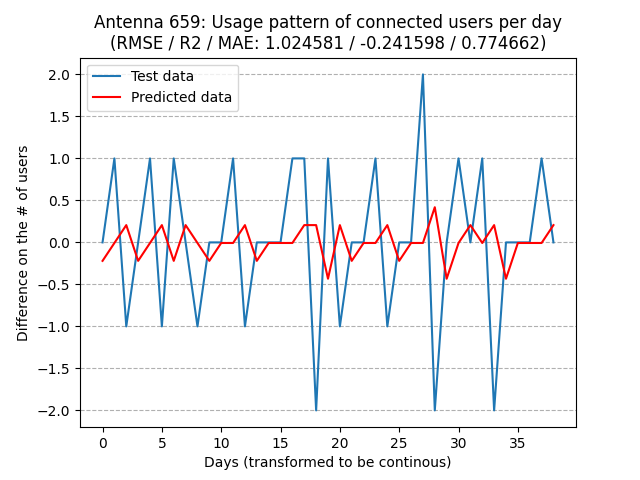 Antenna 659: Usage pattern of connected users per day
(RMSE / R2 / MAE: 1.024581 / -0.241598 / 0.774662)
Test data
Predicted data
2.0
1.5
1.0
0.5
0.0
−0.5
−1.0
−1.5
−2.0
Difference on the # of users
0 5 10 15 20 25 30 35
Days (transformed to be continous)